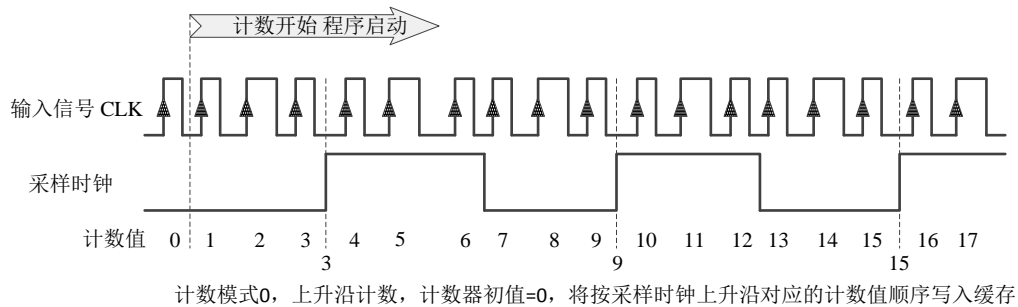 计数开始 程序启动
输入信号 CLK
采样时钟
计数值 0 1 2 3 4 5 6 7 8 9 10 11 12 13 14 15 16 17
3 9 15
计数模式0，上升沿计数，计数器初值=0，将按采样时钟上升沿对应的计数值顺序写入缓存